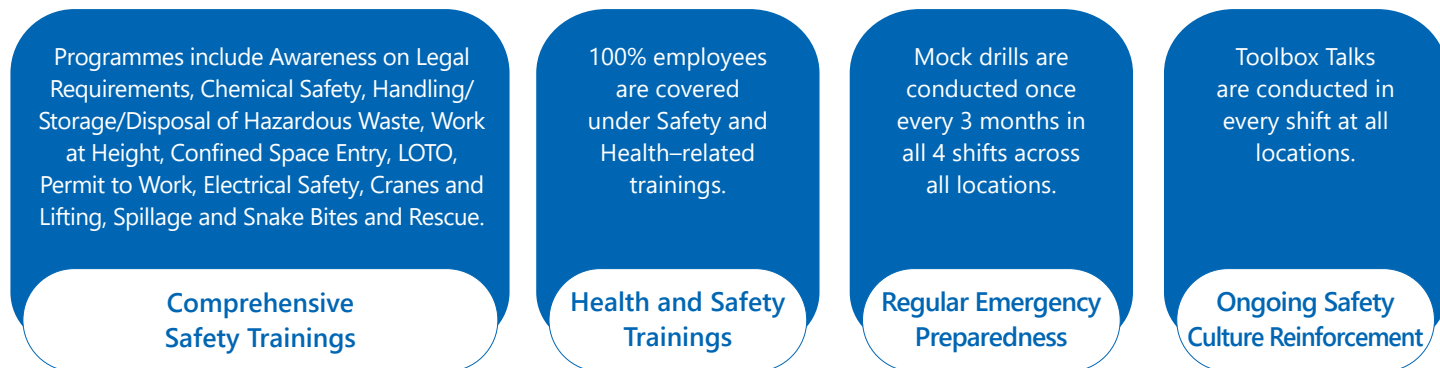 Programmes include Awareness on Legal
Requirements, Chemical Safety, Handling/
Storage/Disposal of Hazardous Waste, Work
at Height, Confined Space Entry, LOTO,
Permit to Work, Electrical Safety, Cranes and
Lifting, Spillage and Snake Bites and Rescue.
Comprehensive
Safety Trainings
100% employees
are covered
under Safety and
Health–related
trainings.
Health and Safety
Trainings
Mock drills are
conducted once
every 3 months in
all 4 shifts across
all locations.
Regular Emergency
Preparedness
Toolbox Talks
are conducted in
every shift at all
locations.
Ongoing Safety
Culture Reinforcement